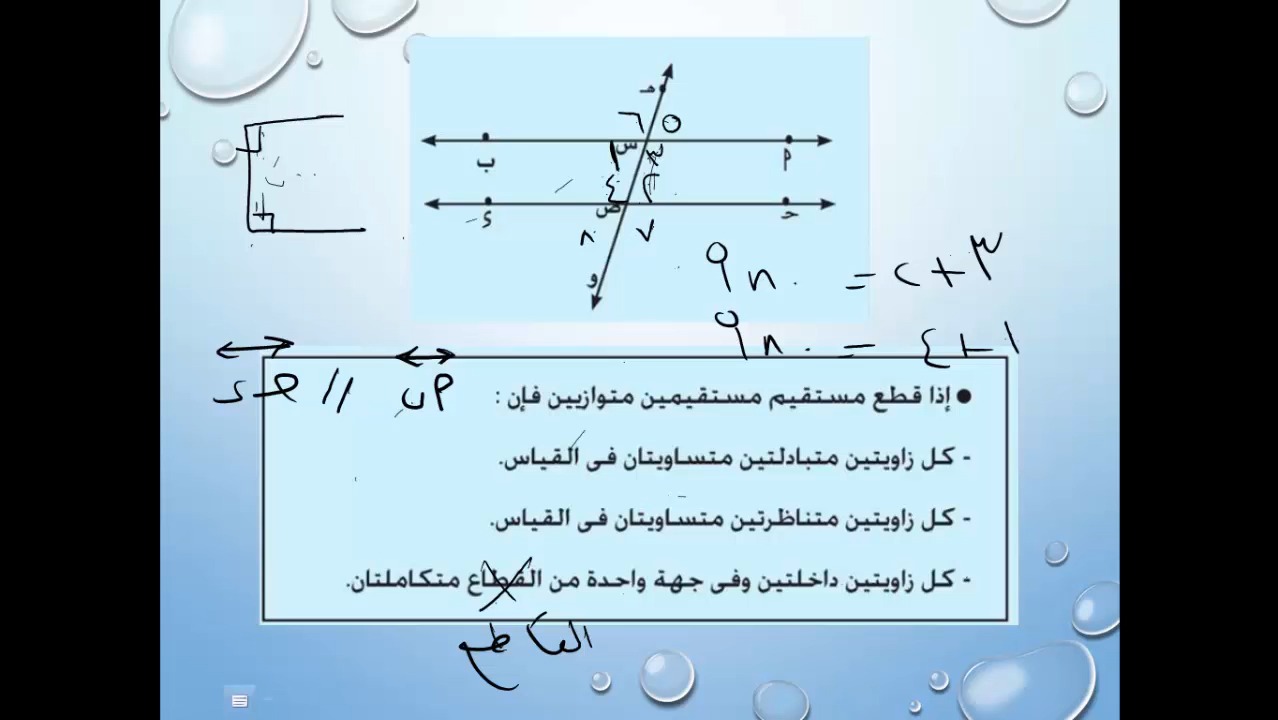 هـ
٦ ٥
ب س م
١ ٣
٤ ٢
ء ض حـ
٨ ٧
و
٣ + ٢ = ١٨٠
١ + ٤ = ١٨٠
م ب // حـ ء
● إذا قطع مستقيم مستقيمين متوازيين فإن :
- كل زاويتين متبادلتين متساويتان فى القياس.
- كل زاويتين متناظرتين متساويتان فى القياس.
- كل زاويتين داخلتين وفى جهة واحدة من القطاع متكاملتان.
القاطع